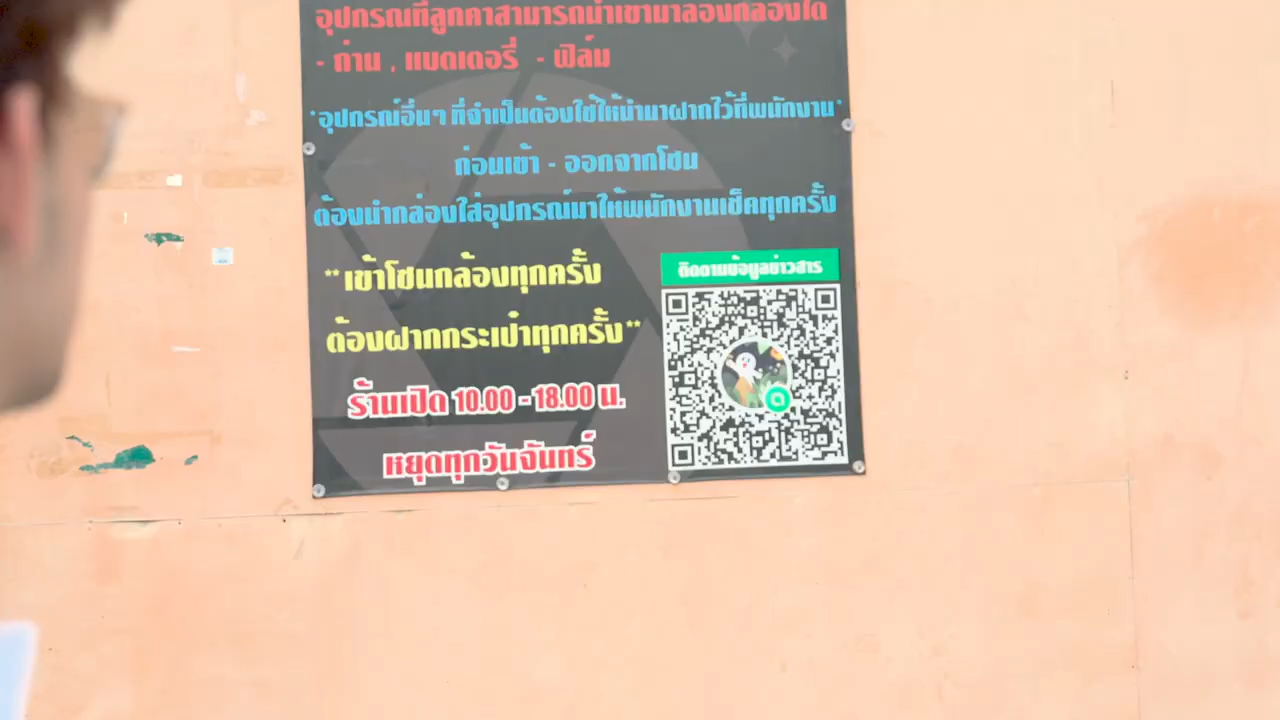 อุปกรณ์ที่ลูกค้าสามารถนำเข้ามาลองกล้องได้
- ถ่าน , แบตเตอรี่ - ฟิล์ม
*อุปกรณ์อื่นๆ ที่จำเป็นต้องใช้ให้นำมาฝากไว้ที่พนักงาน*
ก่อนเข้า - ออกจากโซน
ต้องนำกล่องใส่อุปกรณ์มาให้พนักงานเช็คทุกครั้ง
**เข้าโซนกล้องทุกครั้ง
ต้องฝากกระเป๋าทุกครั้ง**
ร้านเปิด 10.00 - 18.00 น.
หยุดทุกวันจันทร์
ติดตามข้อมูลข่าวสาร